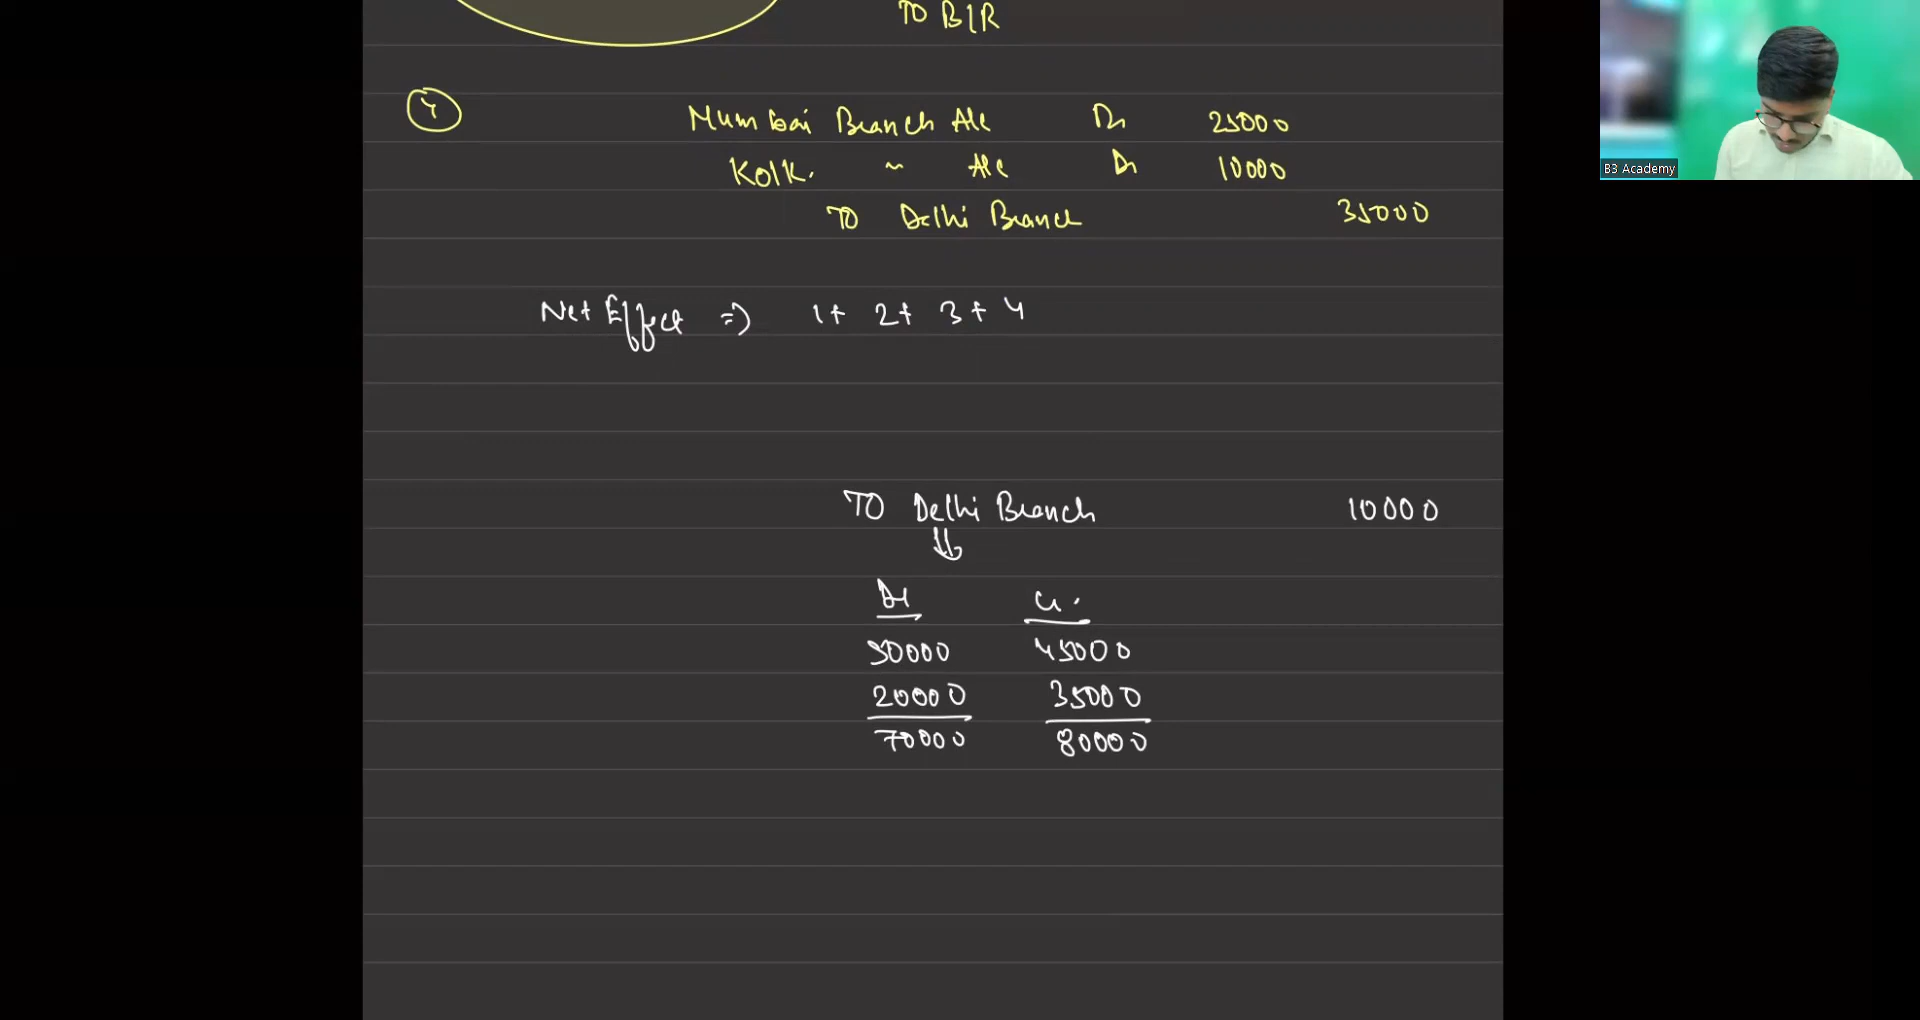 TO B/R
4
Mumbai Branch A/c Dr 25000
Kolk. ~ A/c Dr 10000
TO Delhi Branch 35000
Net Effect => 1+ 2+ 3+ 4
TO Delhi Branch 10000
Dr Cr.
50000 45000
20000 35000
70000 80000
B3 Academy